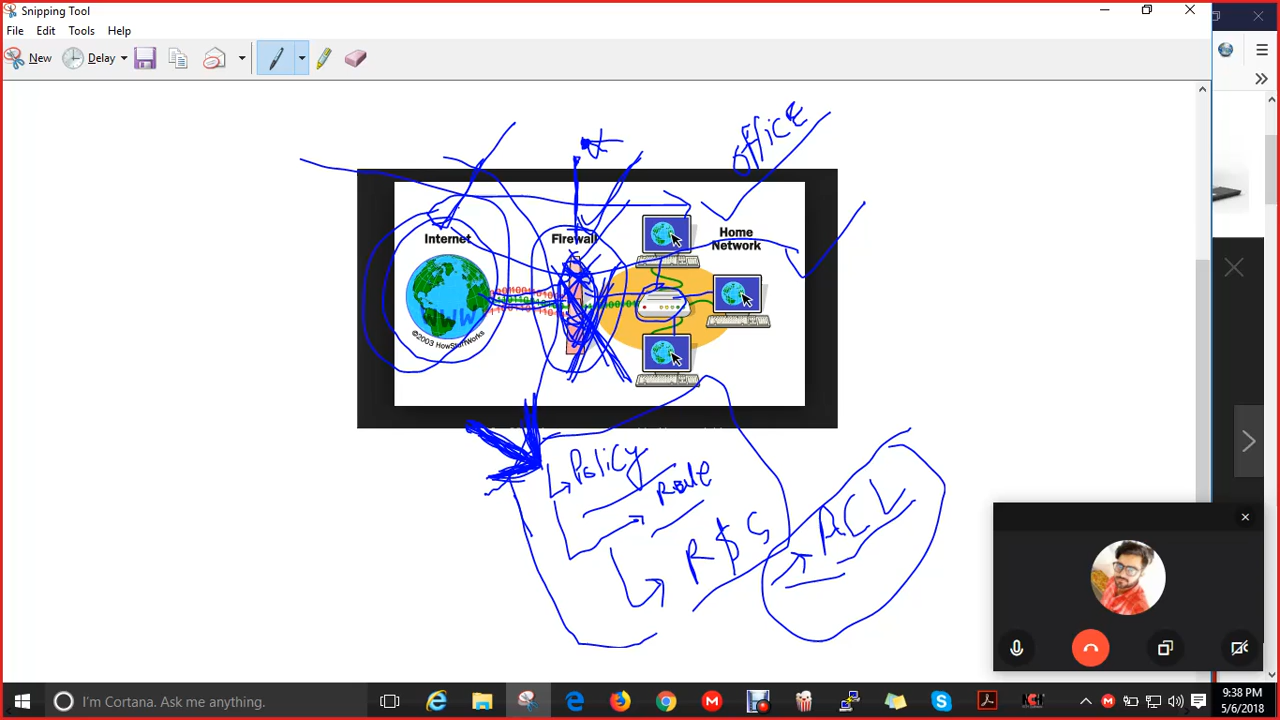 Snipping Tool
File Edit Tools Help
New Delay
OFFICE
Internet
Firewall
Home
Network
WWW
©2003 HowStuffWorks
Policy
Rule
R$S
ACL
I'm Cortana. Ask me anything.
9:38 PM
5/6/2018